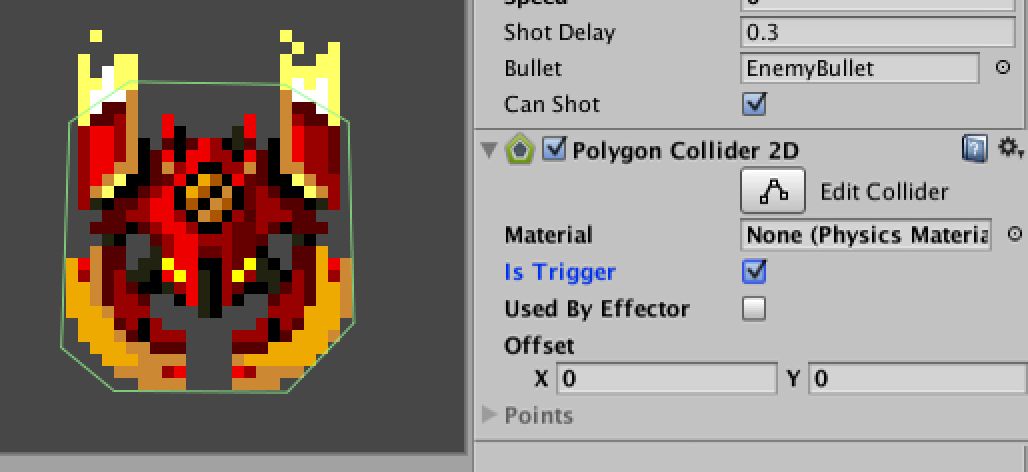 Speed
Shot Delay 0.3
Bullet EnemyBullet
Can Shot
Polygon Collider 2D
Edit Collider
Material None (Physics Materia
Is Trigger
Used By Effector
Offset
X 0 Y 0
Points